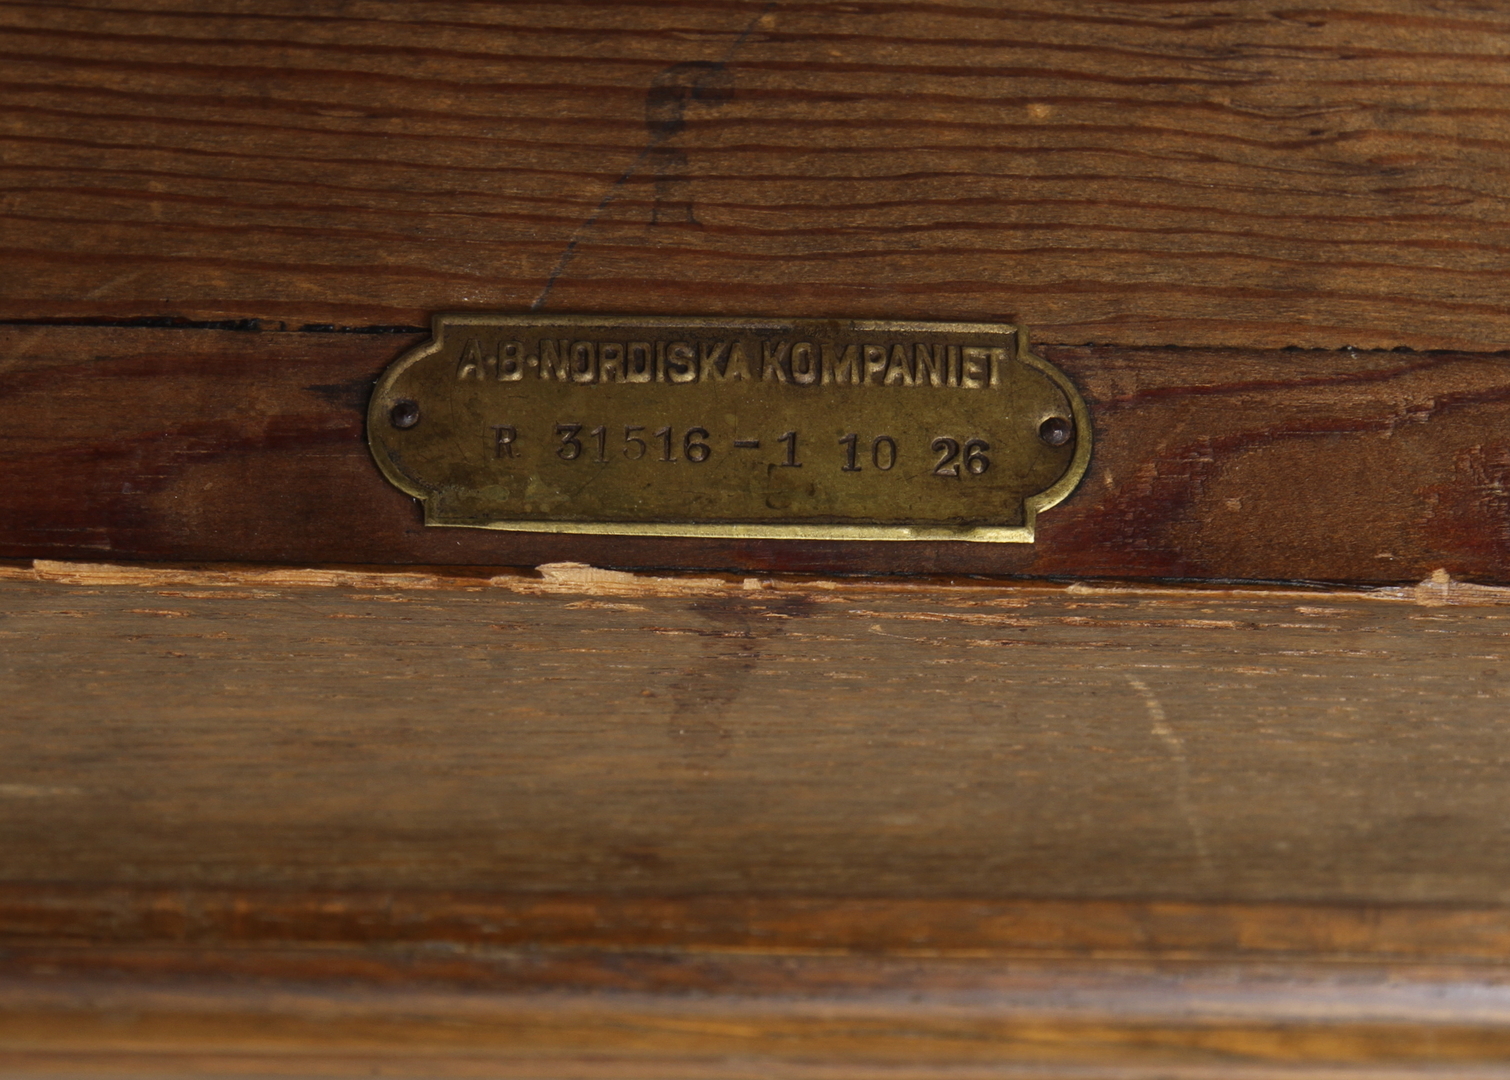 A·B·NORDISKA KOMPANIET
R 31516-1 10 26